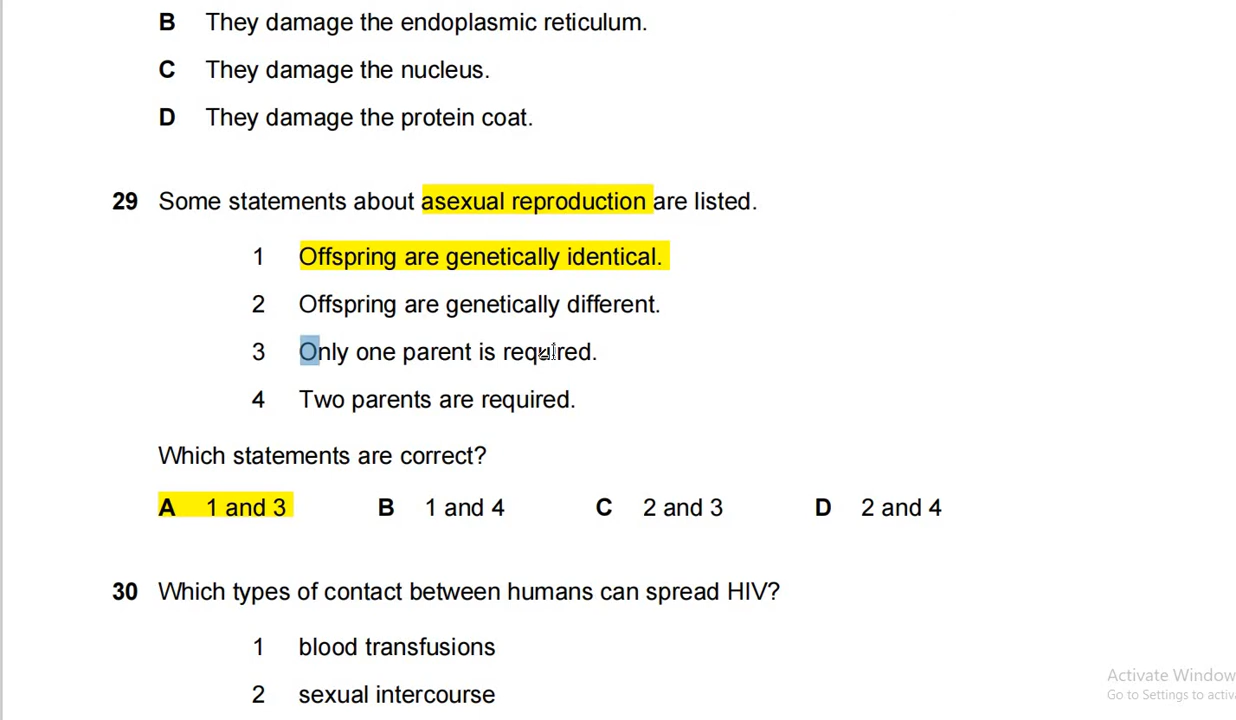 B They damage the endoplasmic reticulum.
C They damage the nucleus.
D They damage the protein coat.
29 Some statements about asexual reproduction are listed.
1 Offspring are genetically identical.
2 Offspring are genetically different.
3 Only one parent is required.
4 Two parents are required.
Which statements are correct?
A 1 and 3 B 1 and 4 C 2 and 3 D 2 and 4
30 Which types of contact between humans can spread HIV?
1 blood transfusions
2 sexual intercourse
Activate Window
Go to Settings to activ